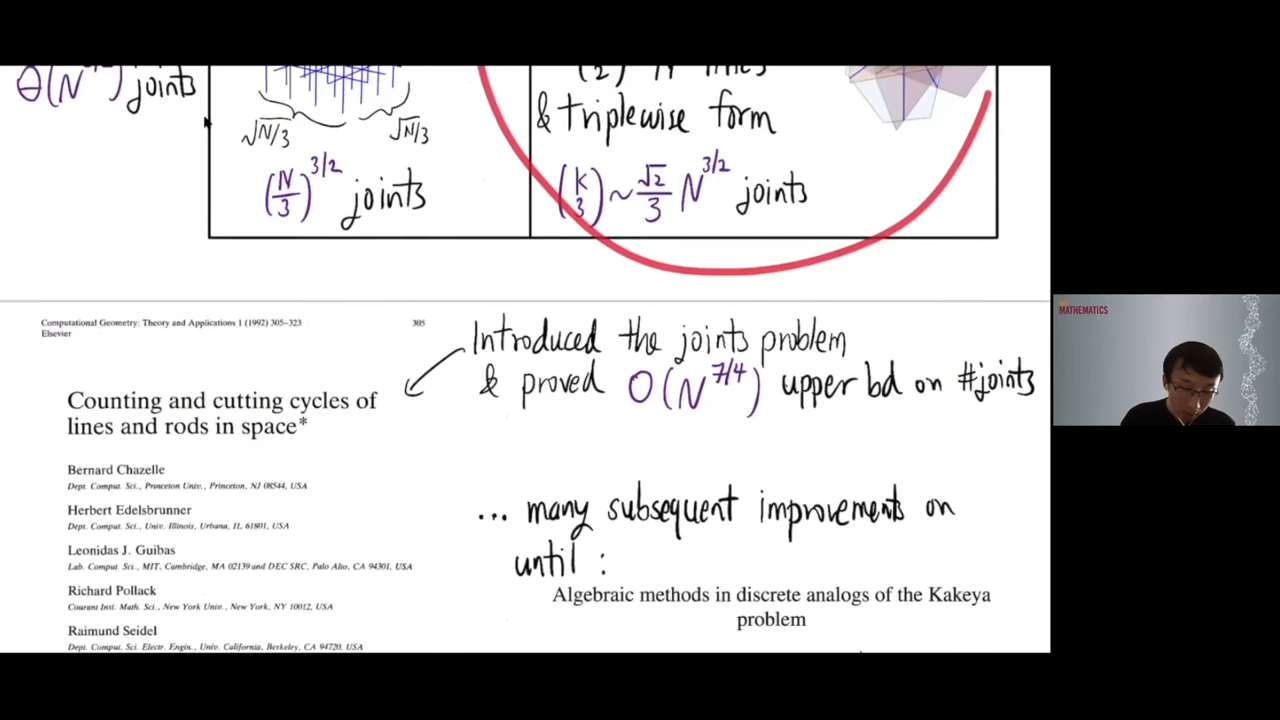 Θ(N
joints
√N/3
√N/3
(N/3)^{3/2} joints
& triplewise form
(k 3) ~ √2/3 N^{3/2} joints
Computational Geometry: Theory and Applications 1 (1992) 305–323
Elsevier
305
Introduced the joints problem
& proved O(N^{7/4}) upper bd on #joints
Counting and cutting cycles of
lines and rods in space*
Bernard Chazelle
Dept. Comput. Sci., Princeton Univ., Princeton, NJ 08544, USA
Herbert Edelsbrunner
Dept. Comput. Sci., Univ. Illinois, Urbana, IL 61801, USA
Leonidas J. Guibas
Lab. Comput. Sci., MIT, Cambridge, MA 02139 and DEC SRC, Palo Alto, CA 94301, USA
Richard Pollack
Courant Inst. Math. Sci., New York Univ., New York, NY 10012, USA
Raimund Seidel
Dept. Comput. Sci. Electr. Engin., Univ. California, Berkeley, CA 94720, USA
... many subsequent improvements on
until :
Algebraic methods in discrete analogs of the Kakeya
problem
MATHEMATICS